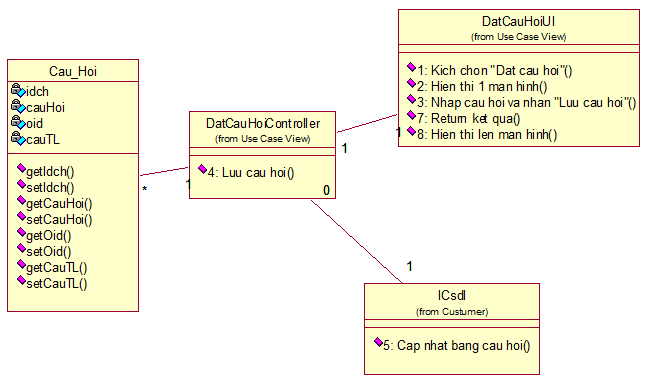 Cau_Hoi
idch
cauHoi
oid
cauTL
getIdch()
setIdch()
getCauHoi()
setCauHoi()
getOid()
setOid()
getCauTL()
setCauTL()
*
1
DatCauHoiController
(from Use Case View)
4: Luu cau hoi()
0
1
1
DatCauHoiUI
(from Use Case View)
1: Kich chon "Dat cau hoi"()
2: Hien thi 1 man hinh()
3: Nhap cau hoi va nhan "Luu cau hoi"()
7: Return ket qua()
8: Hien thi len man hinh()
1
ICsdl
(from Custumer)
5: Cap nhat bang cau hoi()